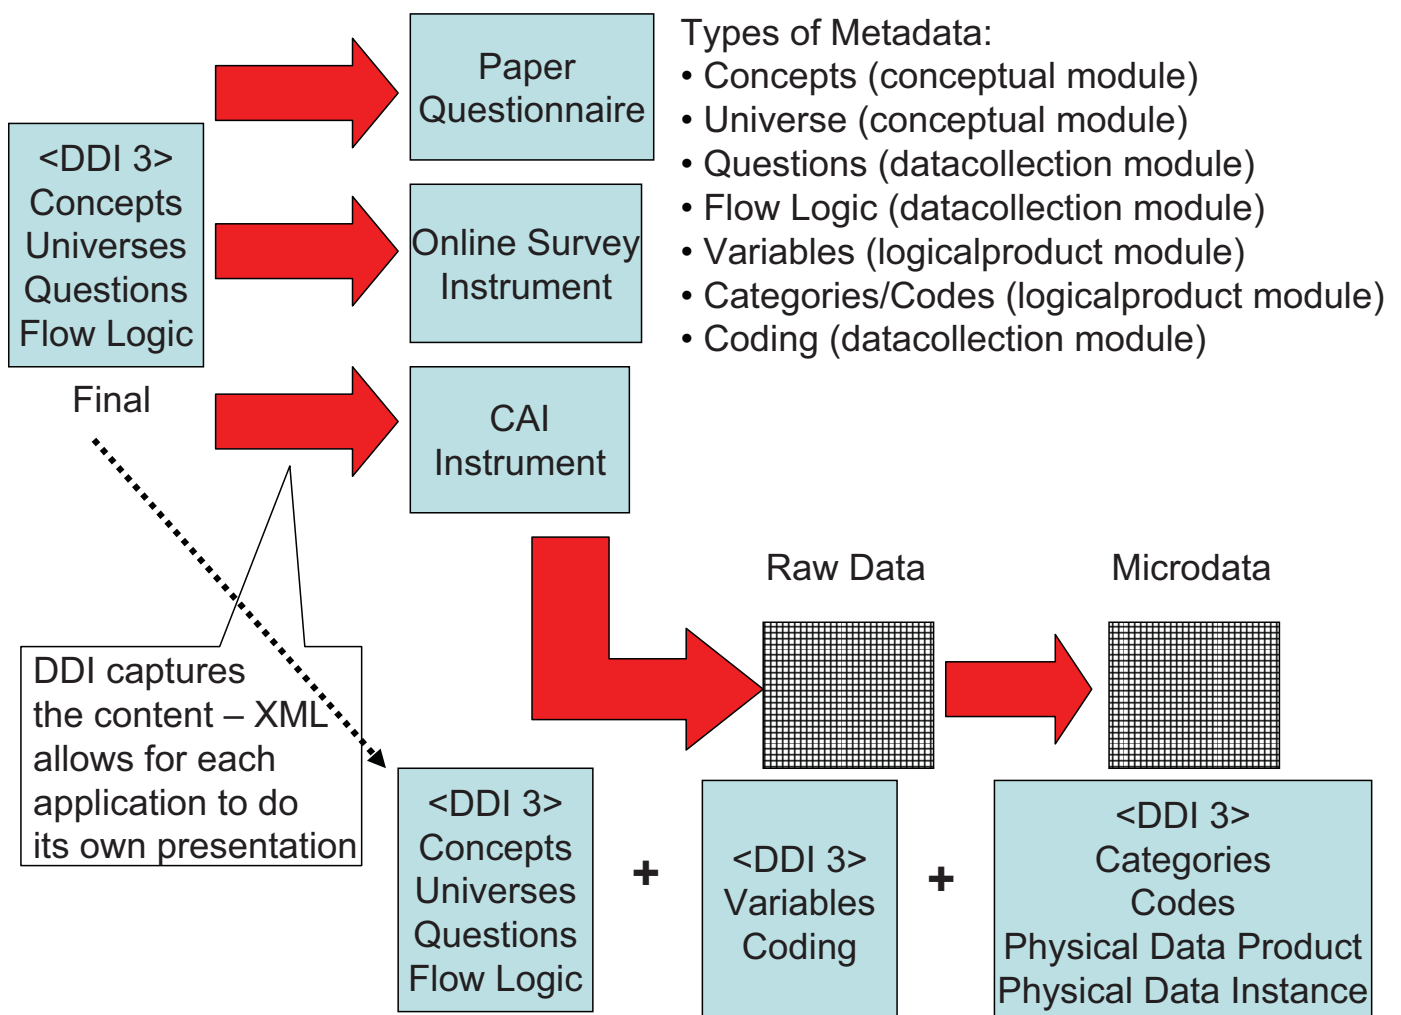 <DDI 3>
Concepts
Universes
Questions
Flow Logic
Final
Paper
Questionnaire
Online Survey
Instrument
CAI
Instrument
Types of Metadata:
• Concepts (conceptual module)
• Universe (conceptual module)
• Questions (datacollection module)
• Flow Logic (datacollection module)
• Variables (logicalproduct module)
• Categories/Codes (logicalproduct module)
• Coding (datacollection module)
Raw Data
Microdata
DDI captures
the content – XML
allows for each
application to do
its own presentation
<DDI 3>
Concepts
Universes
Questions
Flow Logic
+
<DDI 3>
Variables
Coding
+
<DDI 3>
Categories
Codes
Physical Data Product
Physical Data Instance